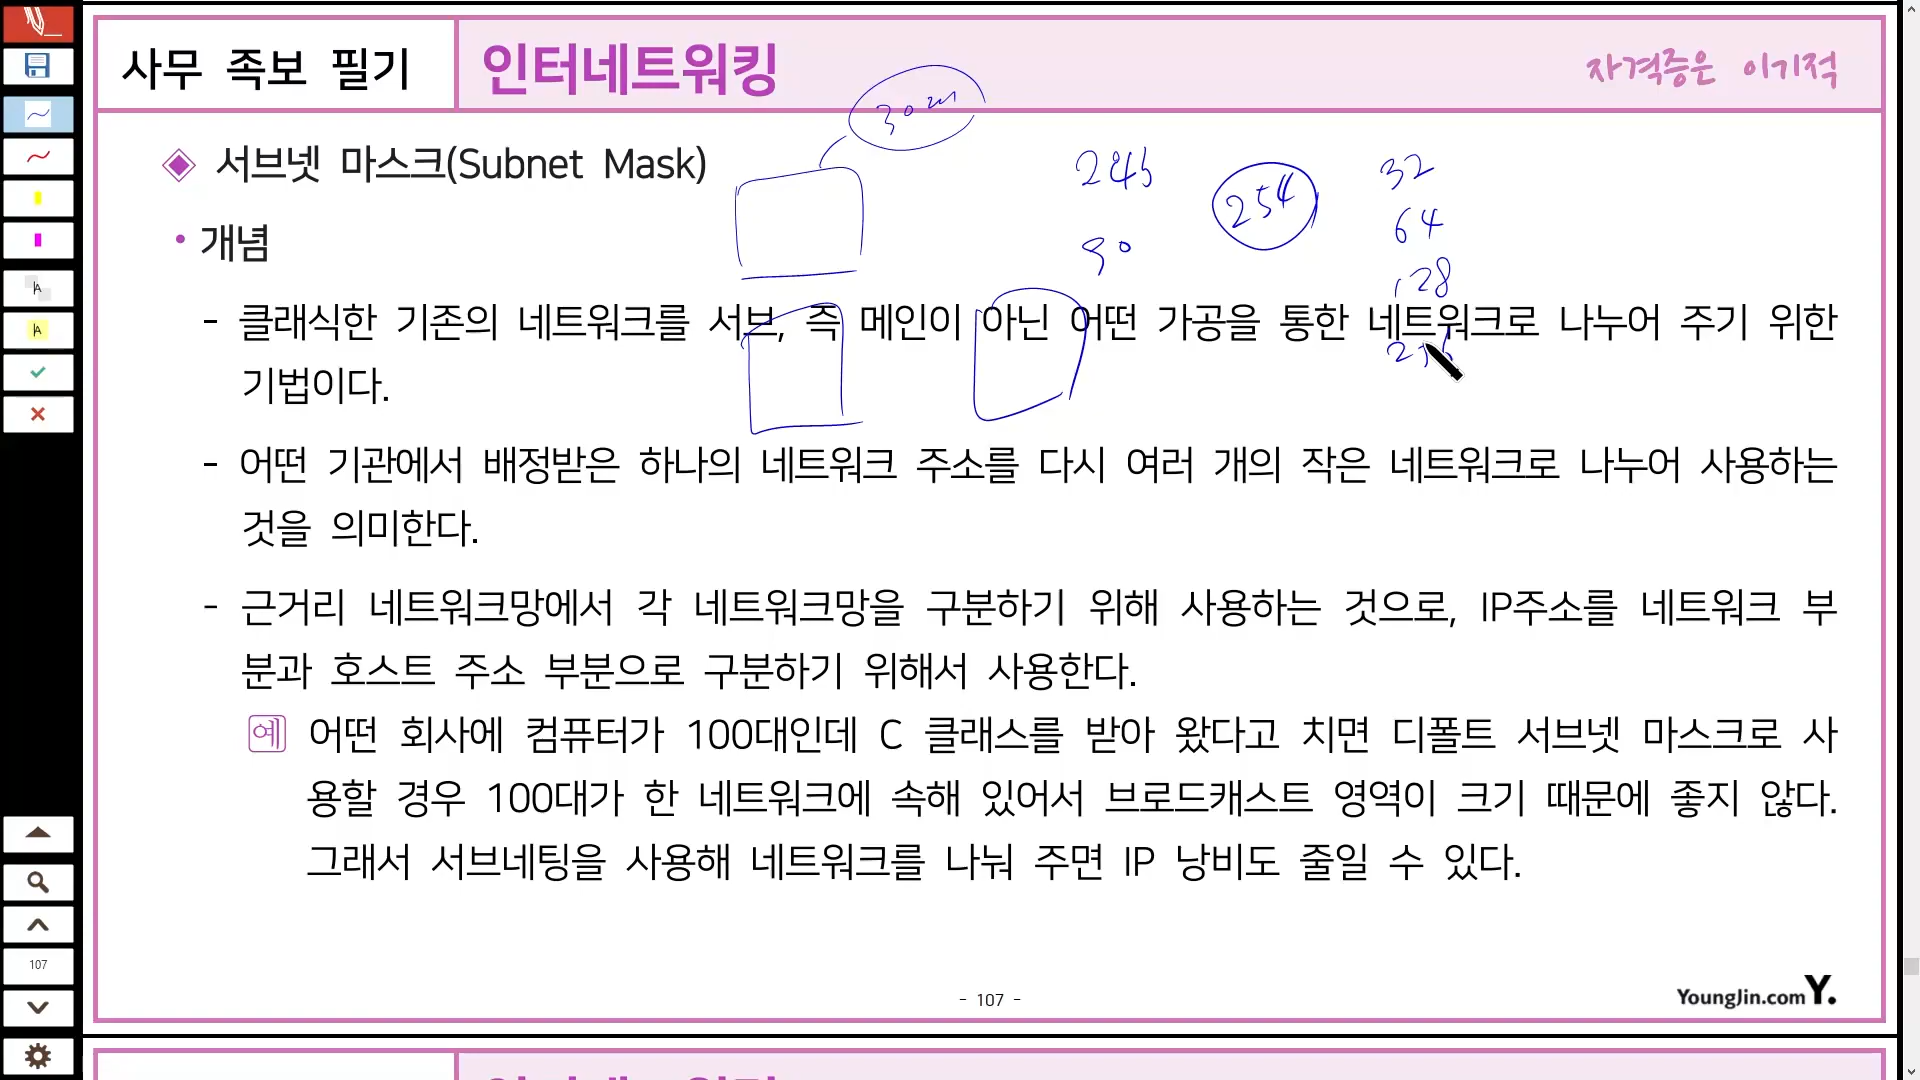 사무 족보 필기
인터네트워킹
자격증은 이기적
서브넷 마스크(Subnet Mask)
• 개념
- 클래식한 기존의 네트워크를 서브, 즉 메인이 아닌 어떤 가공을 통한 네트워크로 나누어 주기 위한
기법이다.
- 어떤 기관에서 배정받은 하나의 네트워크 주소를 다시 여러 개의 작은 네트워크로 나누어 사용하는
것을 의미한다.
- 근거리 네트워크망에서 각 네트워크망을 구분하기 위해 사용하는 것으로, IP주소를 네트워크 부
분과 호스트 주소 부분으로 구분하기 위해서 사용한다.
예 어떤 회사에 컴퓨터가 100대인데 C 클래스를 받아 왔다고 치면 디폴트 서브넷 마스크로 사
용할 경우 100대가 한 네트워크에 속해 있어서 브로드캐스트 영역이 크기 때문에 좋지 않다.
그래서 서브네팅을 사용해 네트워크를 나눠 주면 IP 낭비도 줄일 수 있다.
254
32
64
128
107
- 107 -
YoungJin.com Y.